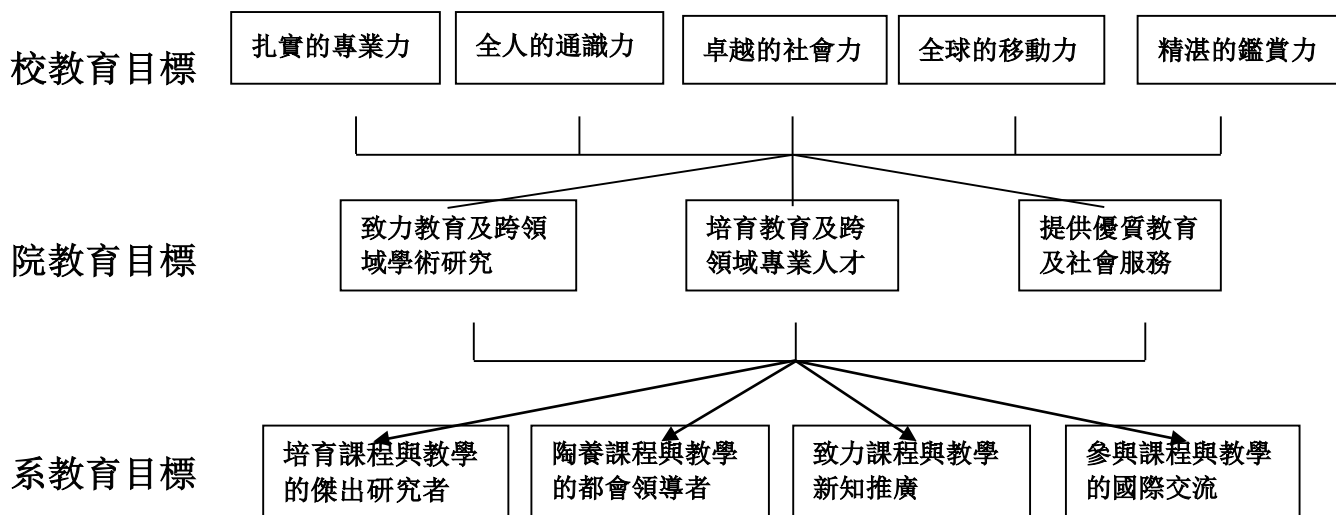 校教育目標
扎實的專業力
全人的通識力
卓越的社會力
全球的移動力
精湛的鑑賞力
院教育目標
致力教育及跨領
域學術研究
培育教育及跨
領域專業人才
提供優質教育
及社會服務
系教育目標
培育課程與教學
的傑出研究者
陶養課程與教學
的都會領導者
致力課程與教學
新知推廣
參與課程與教學
的國際交流